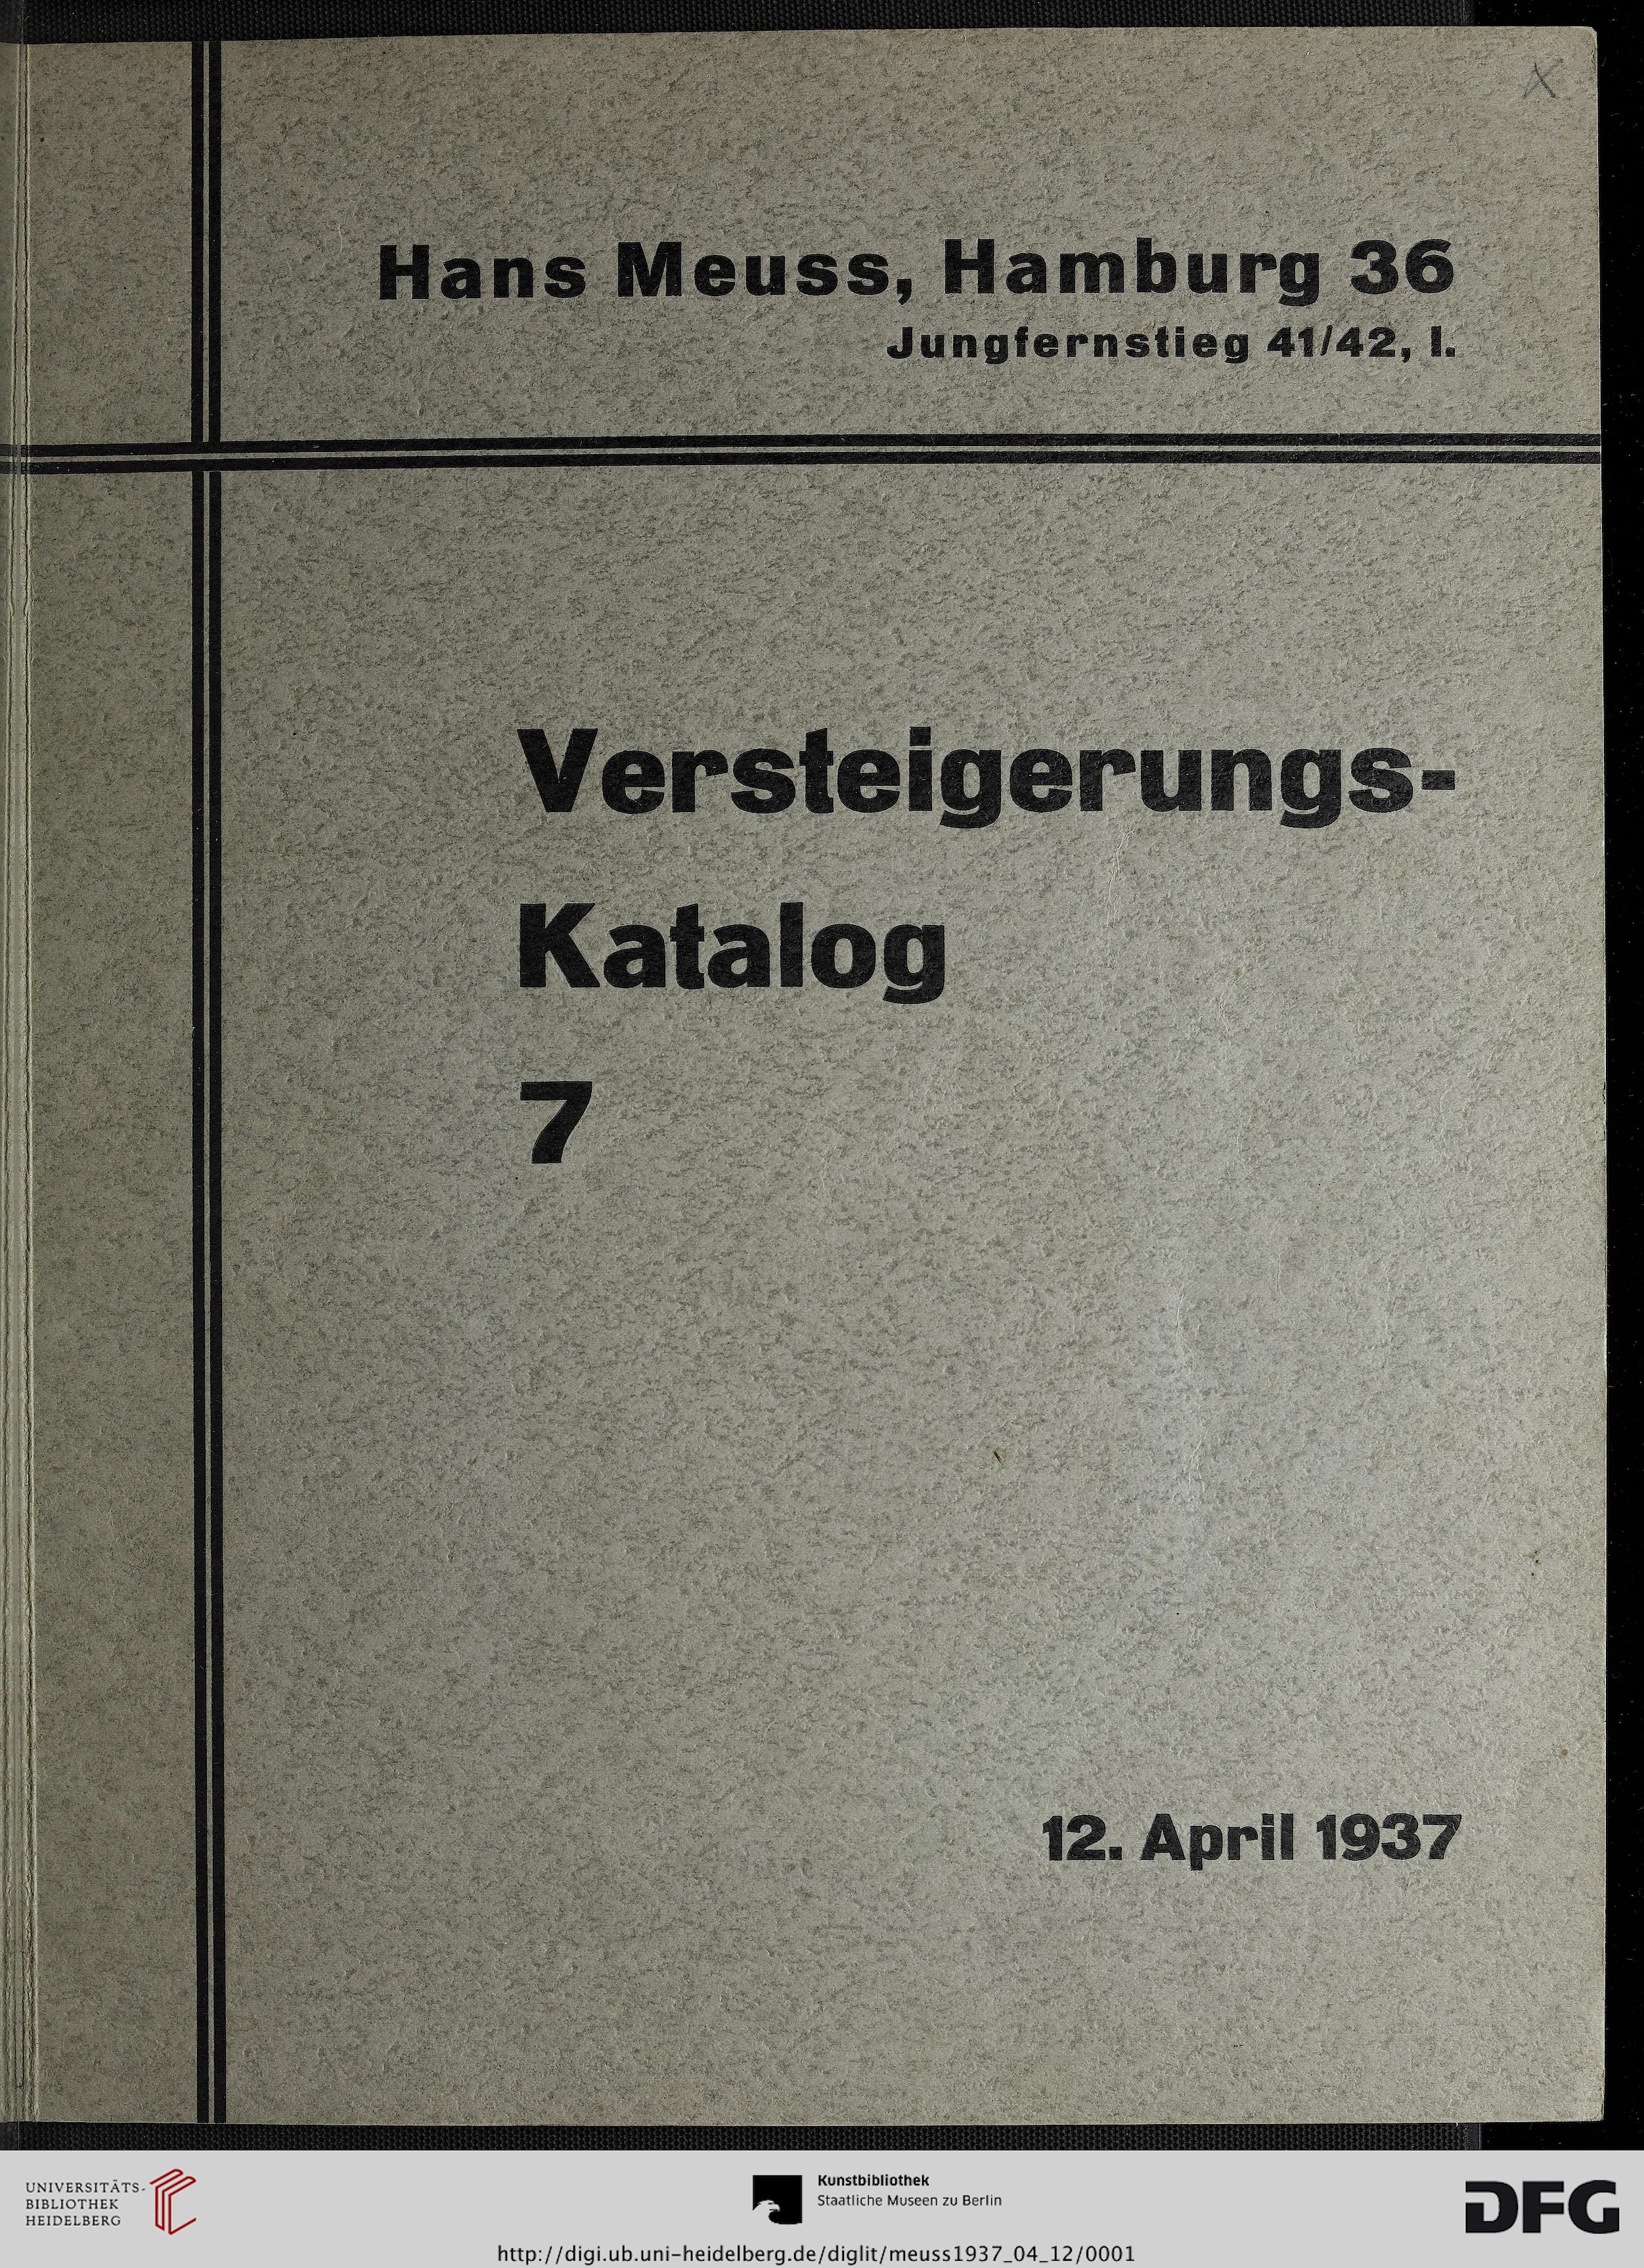 Hans Meuss, Hamburg 36
Jungfernstieg 41/42, I.
Versteigerungs-
Katalog
7
12. April 1937
UNIVERSITÄTS-
BIBLIOTHEK
HEIDELBERG
Kunstbibliothek
Staatliche Museen zu Berlin
DFG
http://digi.ub.uni-heidelberg.de/diglit/meuss1937_04_12/0001